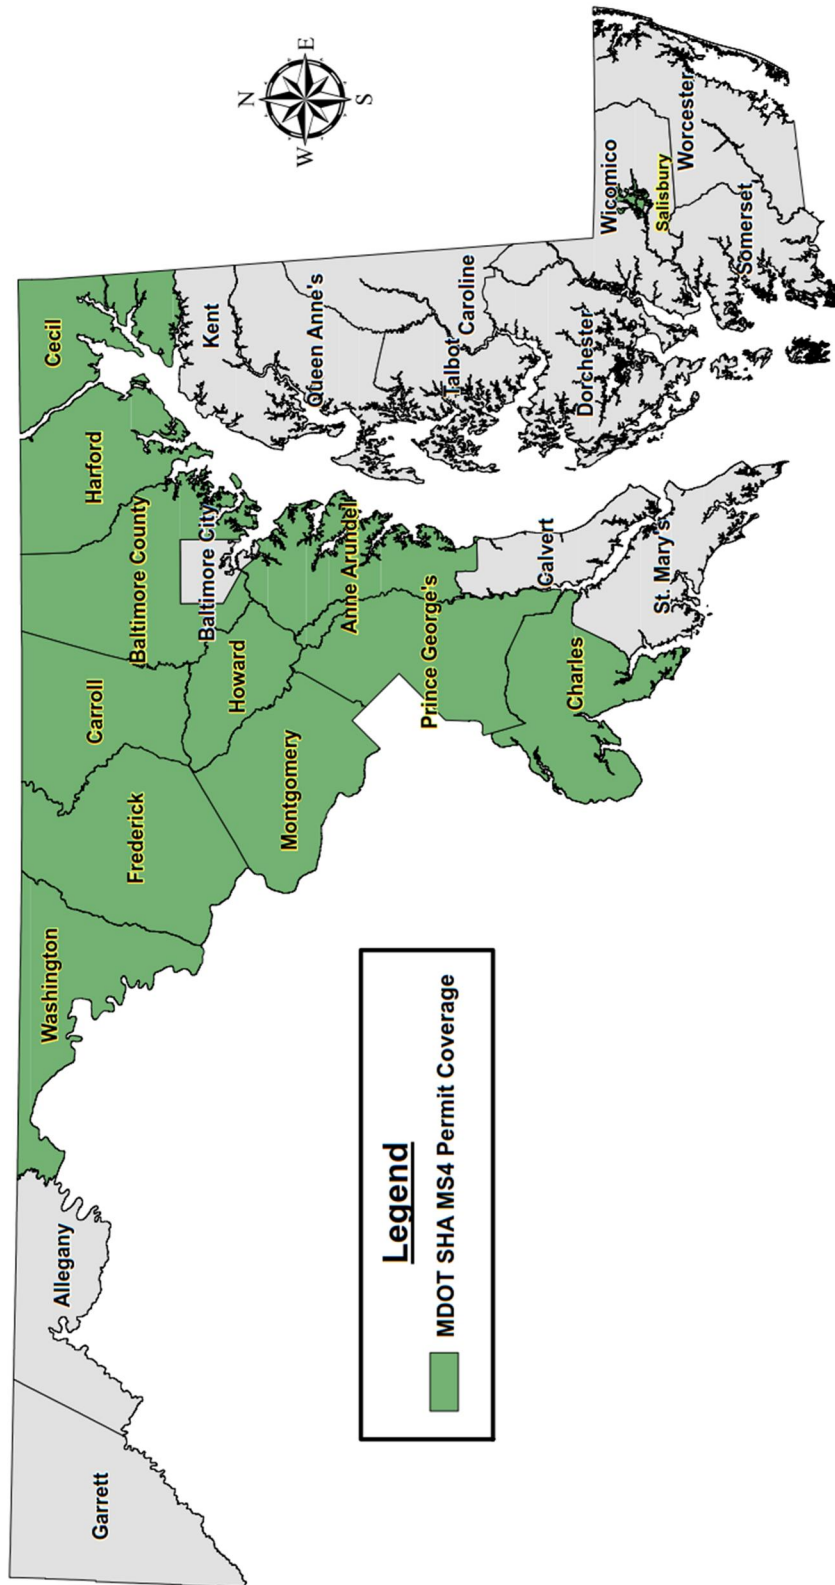 N
E
S
W
Garrett
Allegany
Washington
Frederick
Carroll
Baltimore County
Harford
Cecil
Montgomery
Howard
Baltimore City
Kent
Queen Anne's
Anne Arundel
Prince George's
Talbot
Caroline
Charles
Calvert
Dorchester
St. Mary's
Wicomico
Salisbury
Worcester
Somerset
Legend
MDOT SHA MS4 Permit Coverage